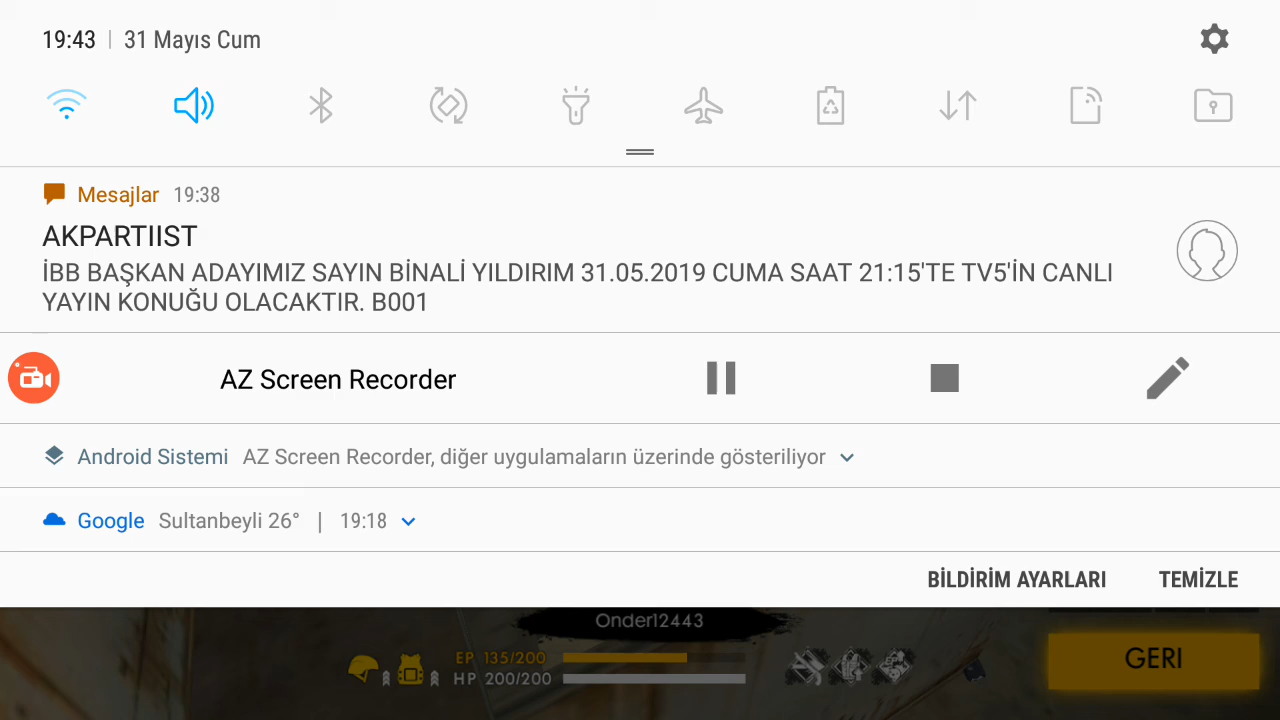 19:43 | 31 Mayıs Cum
Mesajlar 19:38
AKPARTIIST
İBB BAŞKAN ADAYIMIZ SAYIN BİNALİ YILDIRIM 31.05.2019 CUMA SAAT 21:15'TE TV5'İN CANLI
YAYIN KONUĞU OLACAKTIR. B001
AZ Screen Recorder
Android Sistemi AZ Screen Recorder, diğer uygulamaların üzerinde gösteriliyor
Google Sultanbeyli 26° | 19:18
BİLDİRİM AYARLARI TEMİZLE
Onder12443
EP 135/200
HP 200/200
GERI